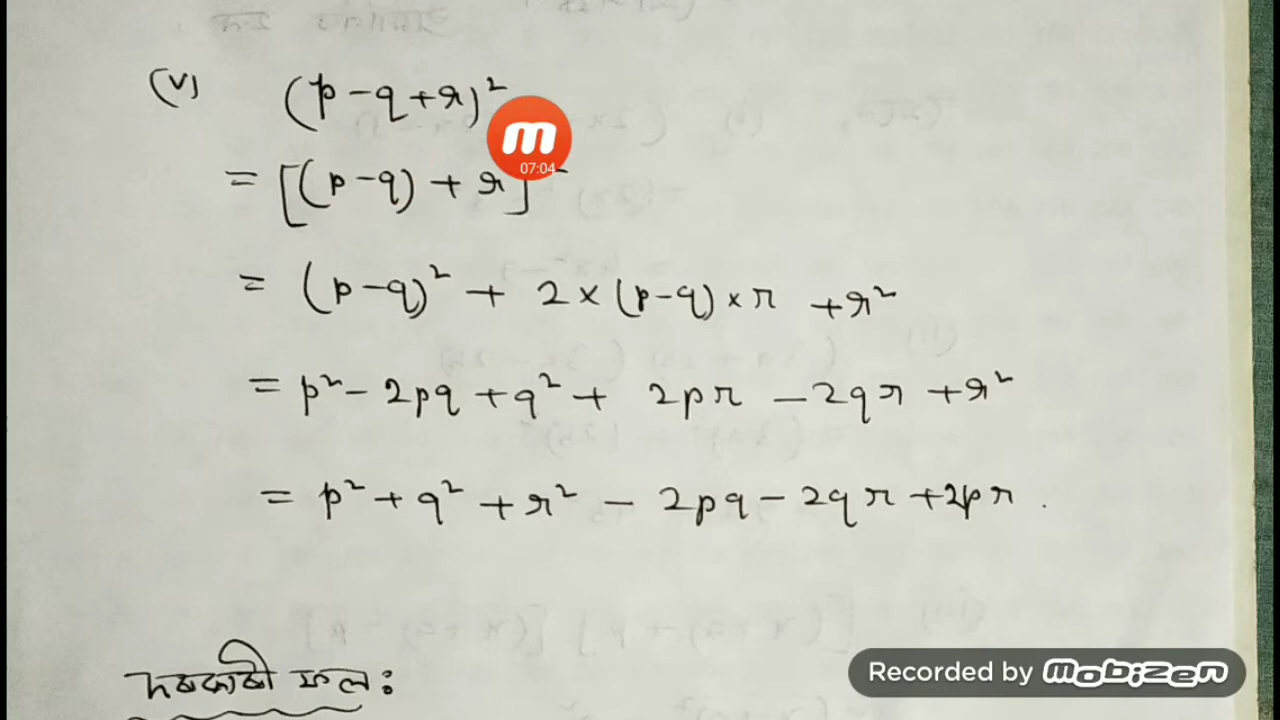 (v) (p-q+r)²
= [(p-q) + r]²
= (p-q)² + 2×(p-q)×r +r²
= p²- 2pq +q² + 2pr -2qr +r²
= p² + q² + r² - 2pq - 2qr +2pr .
m
07:04
ফল:
Recorded by mobizen